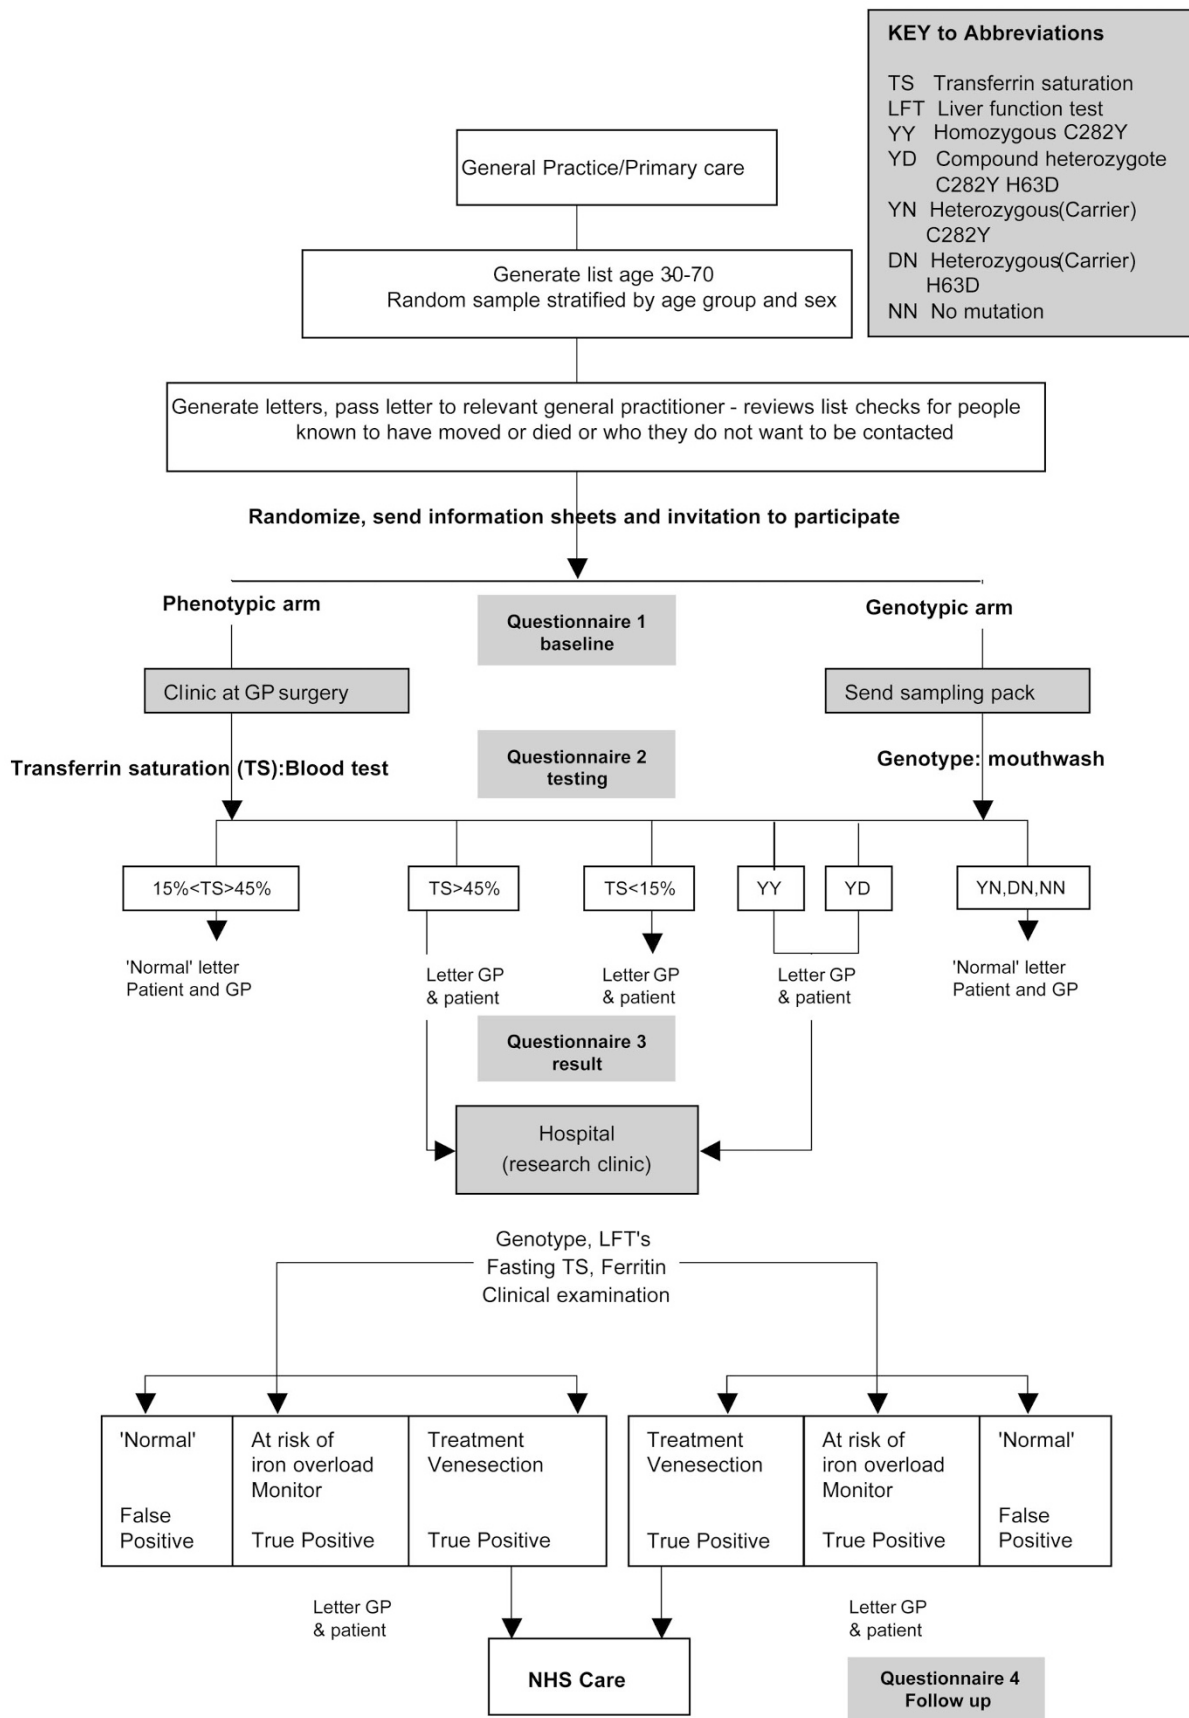 KEY to Abbreviations
TS Transferrin saturation
LFT Liver function test
YY Homozygous C282Y
YD Compound heterozygote
C282Y H63D
YN Heterozygous(Carrier)
C282Y
DN Heterozygous(Carrier)
H63D
NN No mutation
General Practice/Primary care
Generate list age 30-70
Random sample stratified by age group and sex
Generate letters, pass letter to relevant general practitioner - reviews list- checks for people
known to have moved or died or who they do not want to be contacted
Randomize, send information sheets and invitation to participate
Phenotypic arm
Questionnaire 1
baseline
Genotypic arm
Clinic at GP surgery
Send sampling pack
Transferrin saturation (TS):Blood test
Questionnaire 2
testing
Genotype: mouthwash
15%<TS>45%
TS>45%
TS<15%
YY
YD
YN,DN,NN
'Normal' letter
Patient and GP
Letter GP
& patient
Letter GP
& patient
Letter GP
& patient
'Normal' letter
Patient and GP
Questionnaire 3
result
Hospital
(research clinic)
Genotype, LFT's
Fasting TS, Ferritin
Clinical examination
'Normal'
False
Positive
At risk of
iron overload
Monitor
True Positive
Treatment
Venesection
True Positive
Treatment
Venesection
True Positive
At risk of
iron overload
Monitor
True Positive
'Normal'
False
Positive
Letter GP
& patient
Letter GP
& patient
NHS Care
Questionnaire 4
Follow up